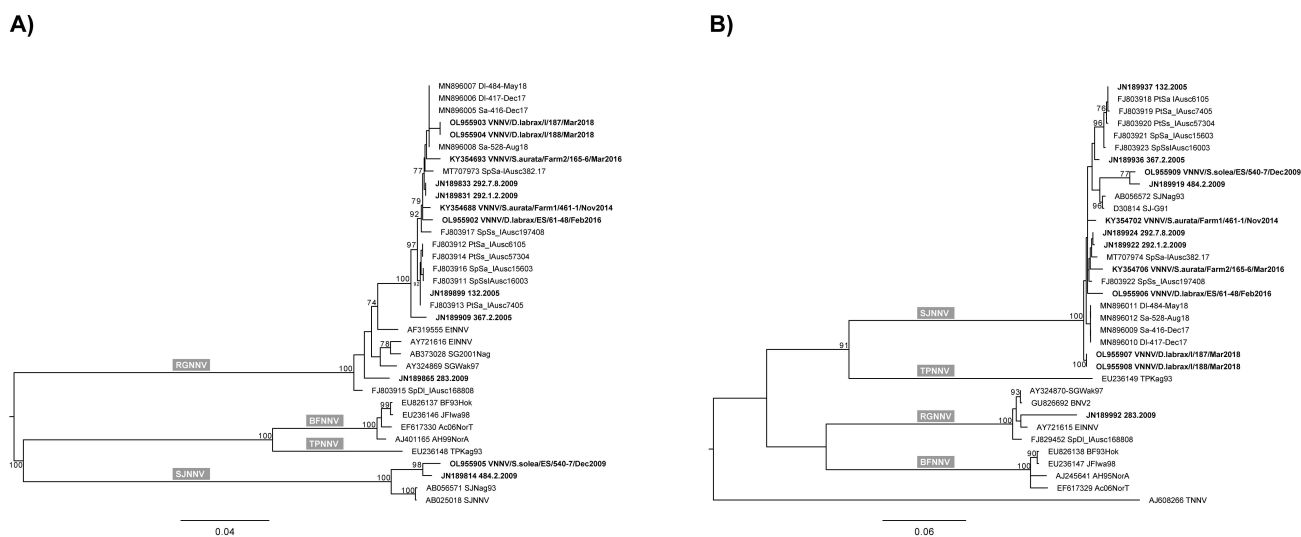 A)
MN896007 Dl-484-May18
MN896006 Dl-417-Dec17
MN896005 Sa-416-Dec17
OL955903 VNNV/D.labrax/I/187/Mar2018
OL955904 VNNV/D.labrax/I/188/Mar2018
MN896008 Sa-528-Aug18
KY354693 VNNV/S.aurata/Farm2/165-6/Mar2016
77
MT707973 SpSa-IAusc382.17
JN189833 292.7.8.2009
JN189831 292.1.2.2009
79
KY354688 VNNV/S.aurata/Farm1/461-1/Nov2014
92
OL955902 VNNV/D.labrax/ES/61-48/Feb2016
FJ803917 SpSs_IAusc197408
97
FJ803912 PtSa_IAusc6105
FJ803914 PtSs_IAusc57304
FJ803916 SpSa_IAusc15603
100
FJ803911 SpSsIAusc16003
JN189899 132.2005
FJ803913 PtSa_IAusc7405
74
JN189909 367.2.2005
AF319555 EtNNV
AY721616 ElNNV
78
AB373028 SG2001Nag
AY324869 SGWak97
RGNNV
100
JN189865 283.2009
FJ803915 SpDl_IAusc168808
99
EU826137 BF93Hok
EU236146 JFIwa98
BFNNV
EF617330 Ac06NorT
100
100
AJ401165 AH99NorA
TPNNV
EU236148 TPKag93
100
98
OL955905 VNNV/S.solea/ES/540-7/Dec2009
SJNNV
100
JN189814 484.2.2009
100
AB056571 SJNag93
AB025018 SJNNV
0.04
B)
JN189937 132.2005
FJ803918 PtSa_IAusc6105
76
FJ803919 PtSa_IAusc7405
96
FJ803920 PtSs_IAusc57304
FJ803921 SpSa_IAusc15603
FJ803923 SpSsIAusc16003
JN189936 367.2.2005
77
OL955909 VNNV/S.solea/ES/540-7/Dec2009
JN189919 484.2.2009
AB056572 SJNag93
96
D30814 SJ-G91
KY354702 VNNV/S.aurata/Farm1/461-1/Nov2014
JN189924 292.7.8.2009
JN189922 292.1.2.2009
MT707974 SpSa-IAusc382.17
KY354706 VNNV/S.aurata/Farm2/165-6/Mar2016
FJ803922 SpSs_IAusc197408
OL955906 VNNV/D.labrax/ES/61-48/Feb2016
MN896011 Dl-484-May18
SJNNV
100
MN896012 Sa-528-Aug18
MN896009 Sa-416-Dec17
MN896010 Dl-417-Dec17
91
OL955907 VNNV/D.labrax/I/187/Mar2018
100
OL955908 VNNV/D.labrax/I/188/Mar2018
TPNNV
EU236149 TPKag93
93
AY324870-SGWak97
GU826692 BNV2
RGNNV
100
JN189992 283.2009
AY721615 ElNNV
FJ829452 SpDl_IAusc168808
90
EU826138 BF93Hok
BFNNV
EU236147 JFIwa98
100
AJ245641 AH95NorA
EF617329 Ac06NorT
AJ608266 TNNV
0.06